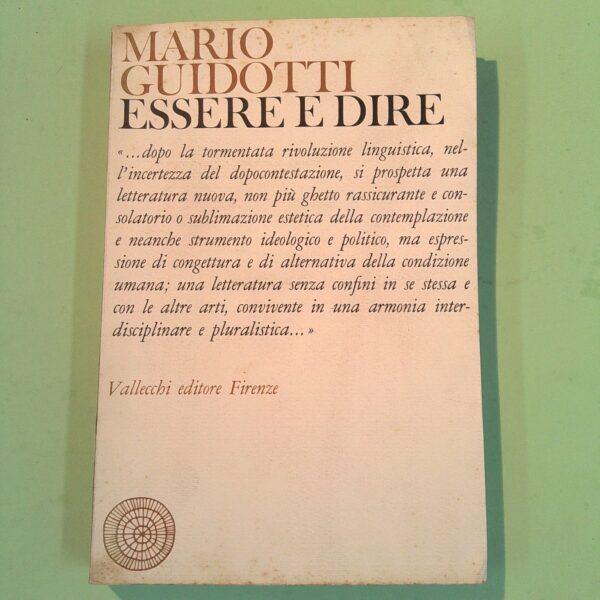 MARIO
GUIDOTTI
ESSERE E DIRE
«...dopo la tormentata rivoluzione linguistica, nel-
l'incertezza del dopocontestazione, si prospetta una
letteratura nuova, non più ghetto rassicurante e con-
solatorio o sublimazione estetica della contemplazione
e neanche strumento ideologico e politico, ma espres-
sione di congettura e di alternativa della condizione
umana; una letteratura senza confini in se stessa e
con le altre arti, convivente in una armonia inter-
disciplinare e pluralistica...»
Vallecchi editore Firenze